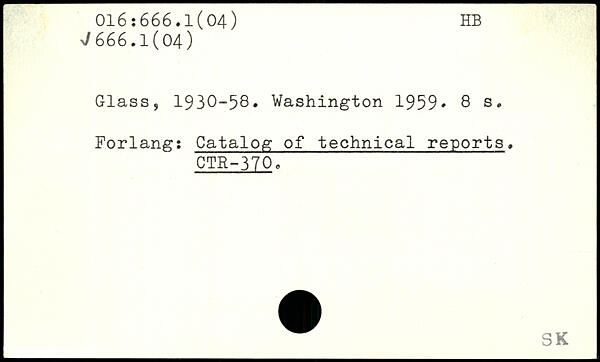 016:666.1(04) HB
✓666.1(04)
Glass, 1930-58. Washington 1959. 8 s.
Forlang: Catalog of technical reports.
CTR-370.
SK